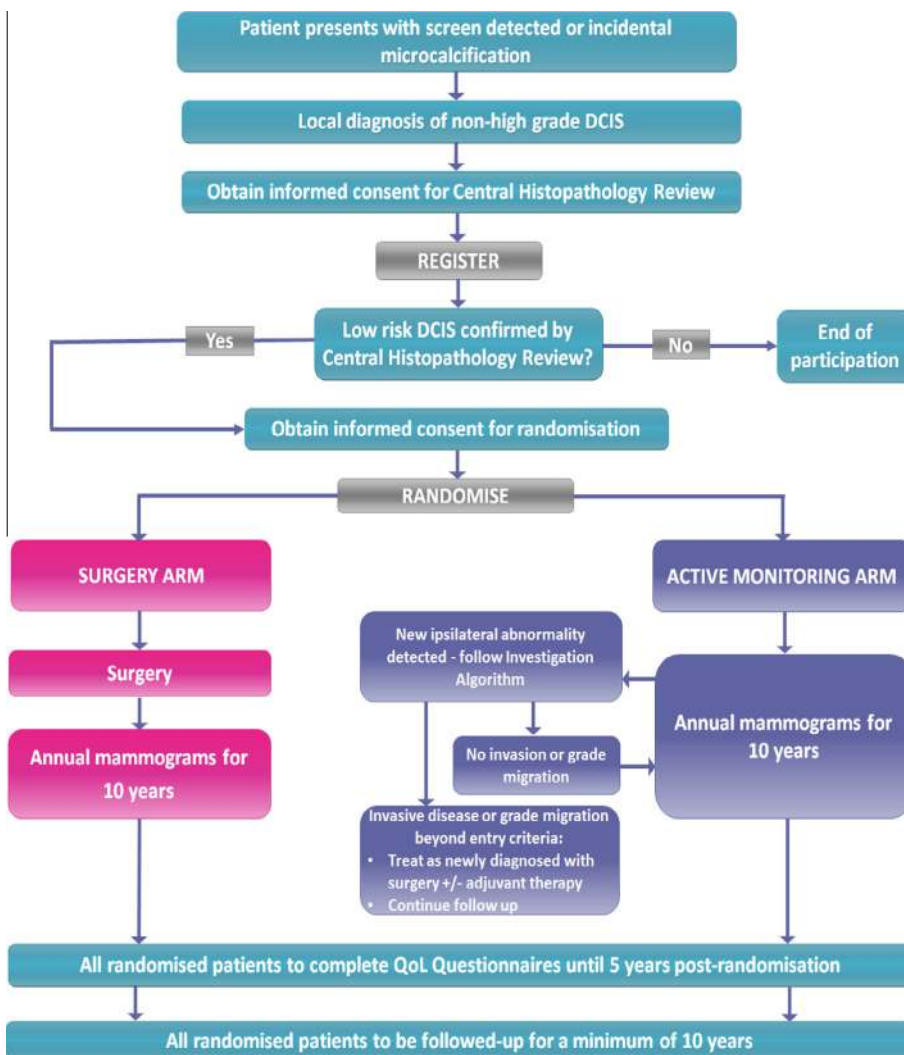 Patient presents with screen detected or incidental
microcalcification
Local diagnosis of non-high grade DCIS
Obtain informed consent for Central Histopathology Review
REGISTER
Low risk DCIS confirmed by
Central Histopathology Review?
Yes
No
End of
participation
Obtain informed consent for randomisation
RANDOMISE
SURGERY ARM
Surgery
Annual mammograms for
10 years
ACTIVE MONITORING ARM
Annual mammograms for
10 years
New ipsilateral abnormality
detected - follow Investigation
Algorithm
No invasion or grade
migration
Invasive disease or grade migration
beyond entry criteria:
• Treat as newly diagnosed with
surgery +/- adjuvant therapy
• Continue follow up
All randomised patients to complete QoL Questionnaires until 5 years post-randomisation
All randomised patients to be followed-up for a minimum of 10 years